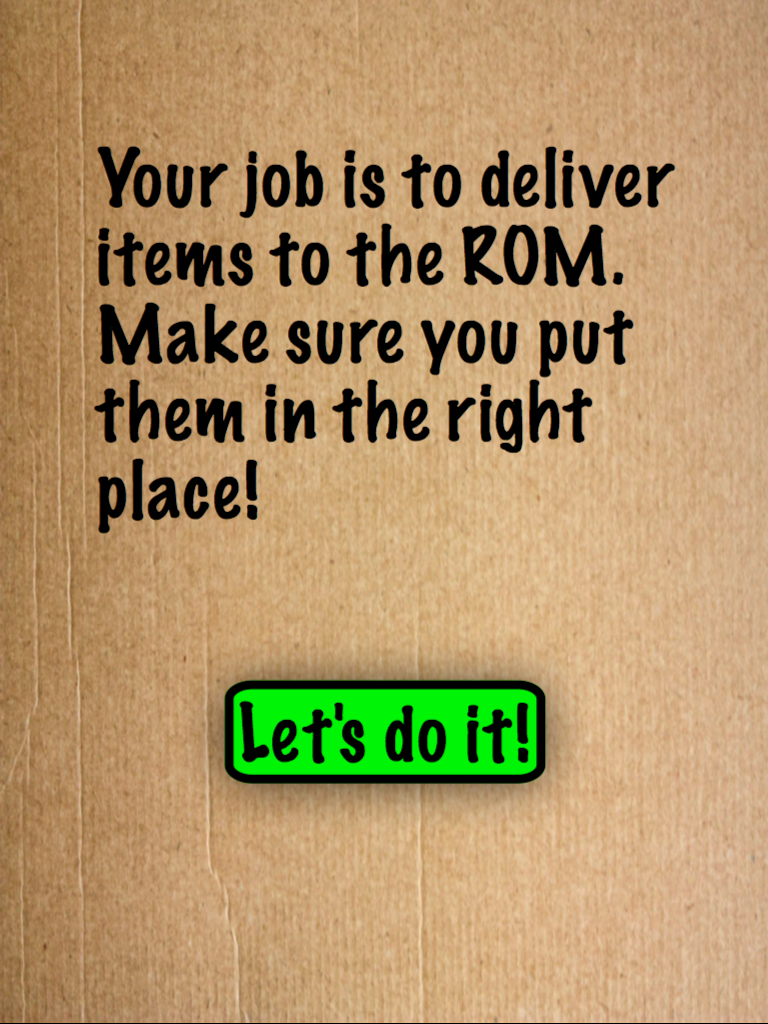 Your job is to deliver
items to the ROM.
Make sure you put
them in the right
place!
Let's do it!